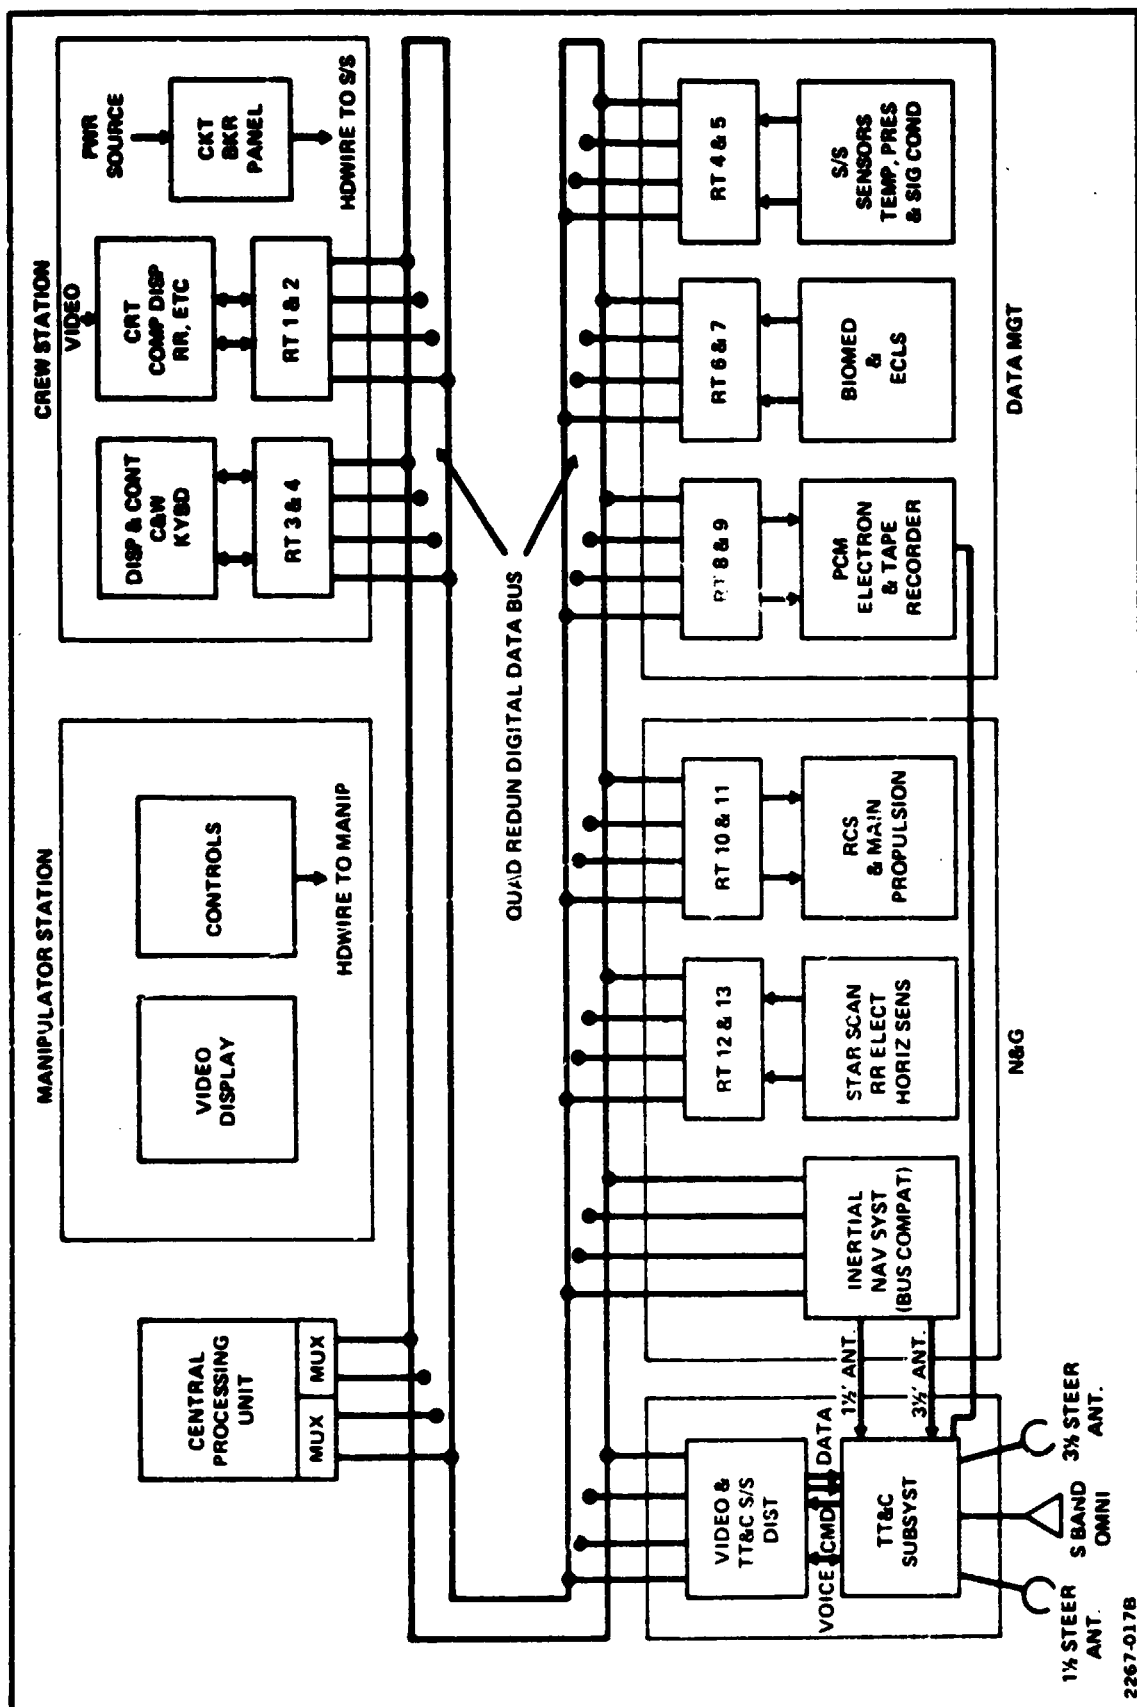 MANIPULATOR STATION
CREW STATION
VIDEO
PWR
SOURCE
CENTRAL
PROCESSING
UNIT
MUX
MUX
VIDEO
DISPLAY
CONTROLS
HDWIRE TO MANIP
DISP & CONT
C&W
KYBD
CRT
COMP DISP
RR, ETC
CKT
BKR
PANEL
HDWIRE TO S/S
RT 3 & 4
RT 1 & 2
QUAD REDUN DIGITAL DATA BUS
VIDEO &
TT&C S/S
DIST
RT 12 & 13
RT 10 & 11
RT 8 & 9
RT 6 & 7
RT 4 & 5
VOICE
CMD
DATA
TT&C
SUBSYST
1½' ANT.
3½' ANT.
INERTIAL
NAV SYST
(BUS COMPAT)
STAR SCAN
RR ELECT
HORIZ SENS
RCS
& MAIN
PROPULSION
PCM
ELECTRON
& TAPE
RECORDER
BIOMED
&
ECLS
S/S
SENSORS
TEMP, PRES
& SIG COND
N&G
DATA MGT
1½ STEER
ANT.
S BAND
OMNI
3½ STEER
ANT.
2267-017B